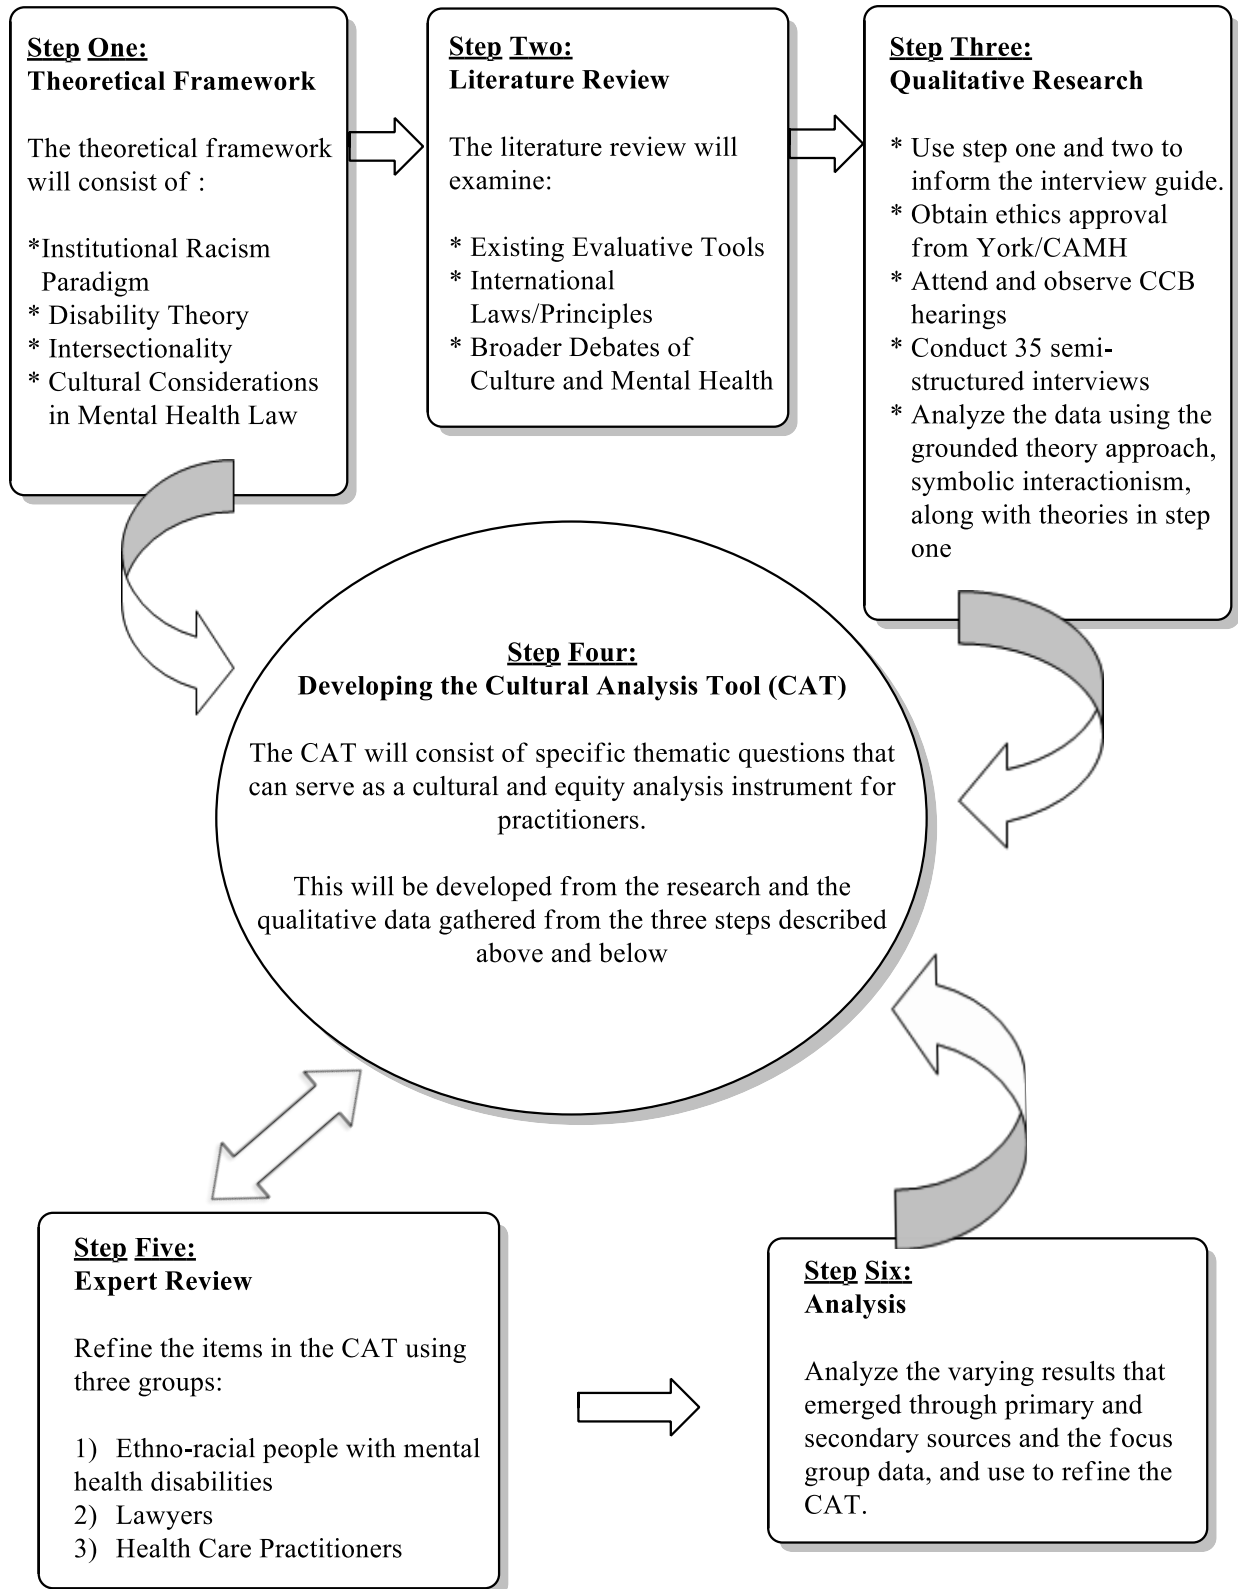 Step One:
Theoretical Framework
The theoretical framework
will consist of :
*Institutional Racism
Paradigm
* Disability Theory
* Intersectionality
* Cultural Considerations
in Mental Health Law
Step Two:
Literature Review
The literature review will
examine:
* Existing Evaluative Tools
* International
Laws/Principles
* Broader Debates of
Culture and Mental Health
Step Three:
Qualitative Research
* Use step one and two to
inform the interview guide.
* Obtain ethics approval
from York/CAMH
* Attend and observe CCB
hearings
* Conduct 35 semi-
structured interviews
* Analyze the data using the
grounded theory approach,
symbolic interactionism,
along with theories in step
one
Step Four:
Developing the Cultural Analysis Tool (CAT)
The CAT will consist of specific thematic questions that
can serve as a cultural and equity analysis instrument for
practitioners.
This will be developed from the research and the
qualitative data gathered from the three steps described
above and below
Step Five:
Expert Review
Refine the items in the CAT using
three groups:
1) Ethno-racial people with mental
health disabilities
2) Lawyers
3) Health Care Practitioners
Step Six:
Analysis
Analyze the varying results that
emerged through primary and
secondary sources and the focus
group data, and use to refine the
CAT.